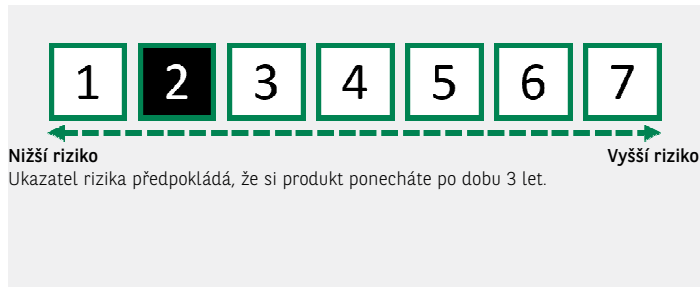 1 2 3 4 5 6 7
Nižší riziko Vyšší riziko
Ukazatel rizika předpokládá, že si produkt ponecháte po dobu 3 let.